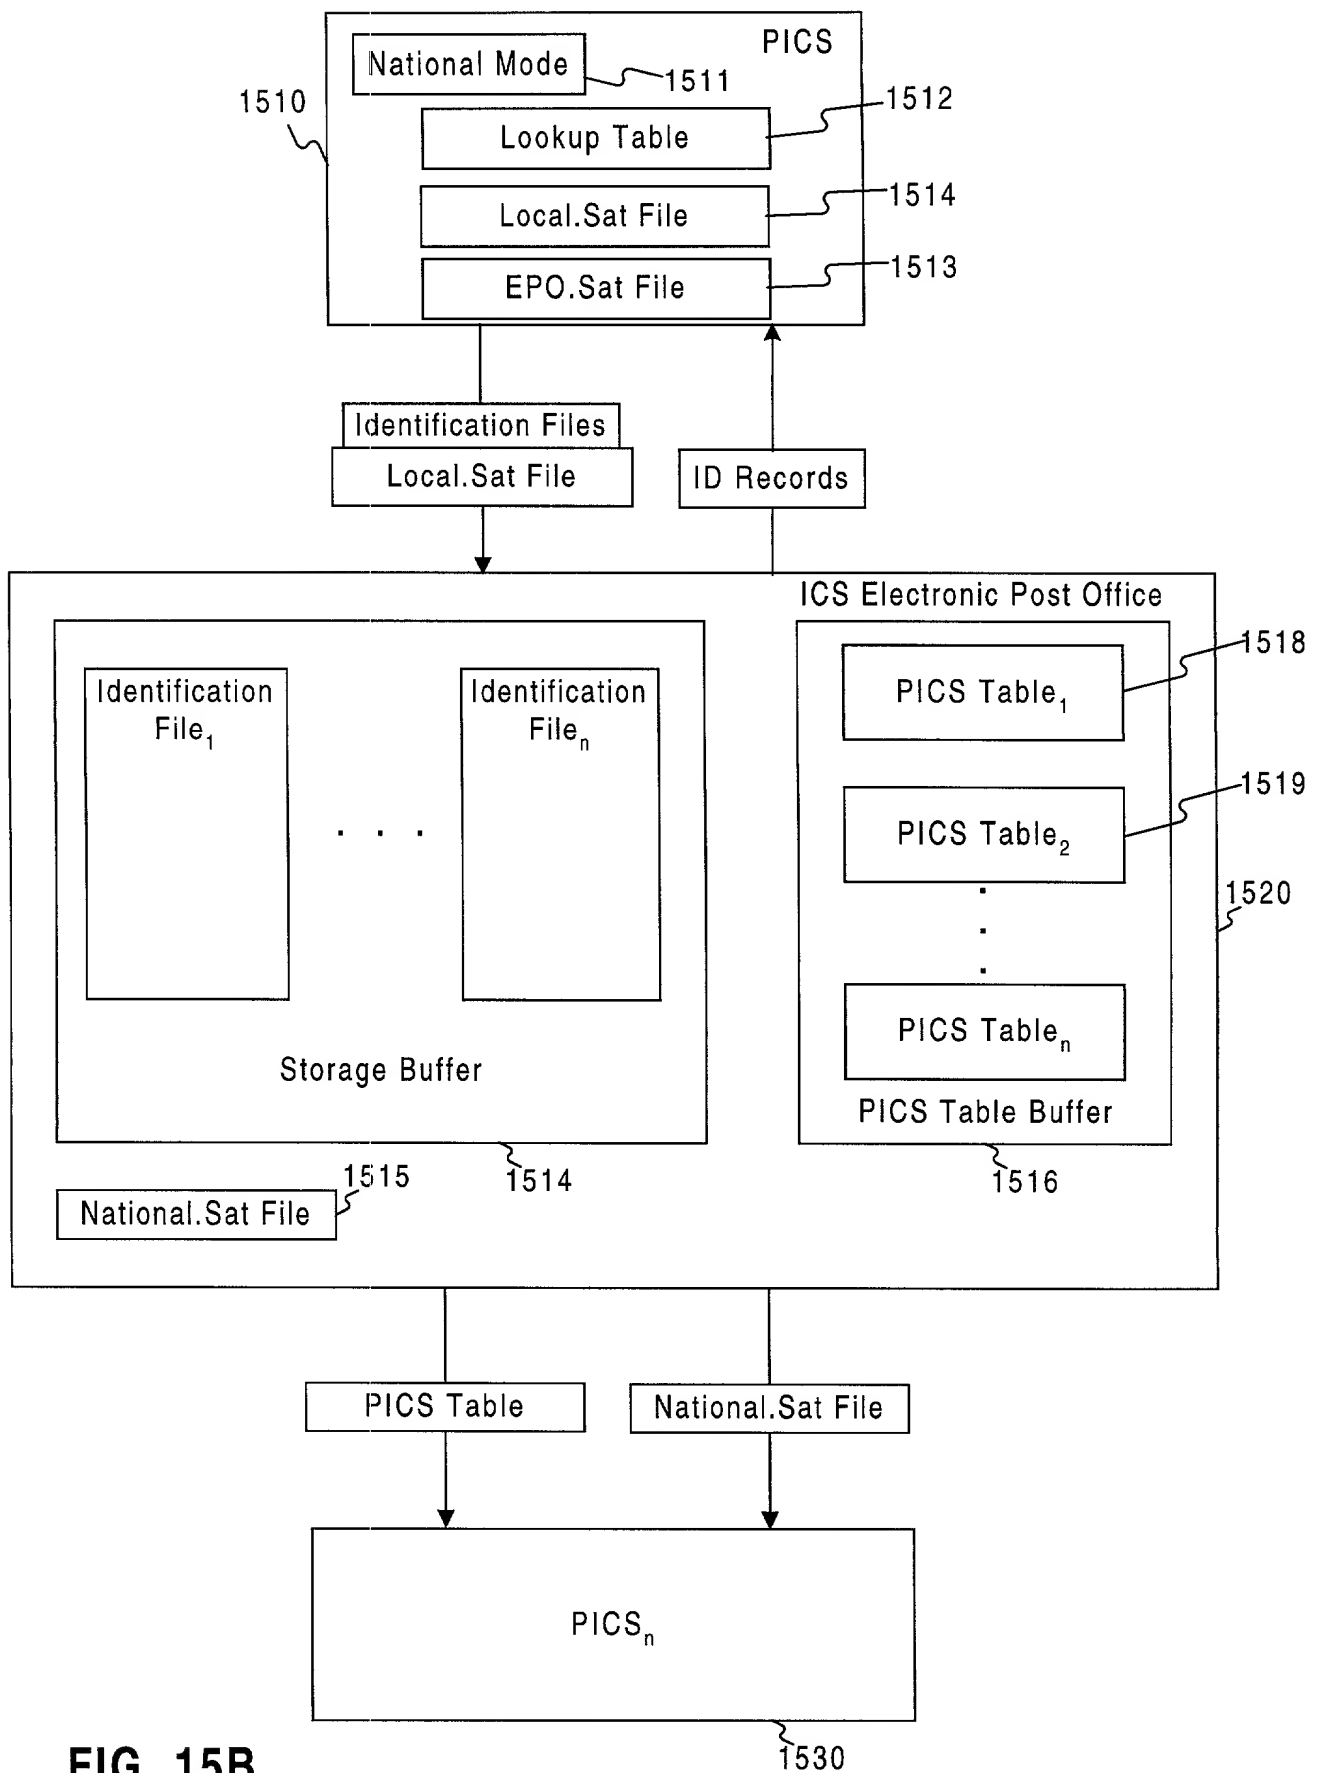 PICS
National Mode
1511
1510
1512
Lookup Table
1514
Local.Sat File
1513
EPO.Sat File
Identification Files
Local.Sat File
ID Records
ICS Electronic Post Office
1518
Identification
File1
Identification
Filen
PICS Table1
. . .
1519
PICS Table2
1520
.
.
.
PICS Tablen
Storage Buffer
PICS Table Buffer
1515
1514
1516
National.Sat File
PICS Table
National.Sat File
PICSn
1530
FIG. 15B